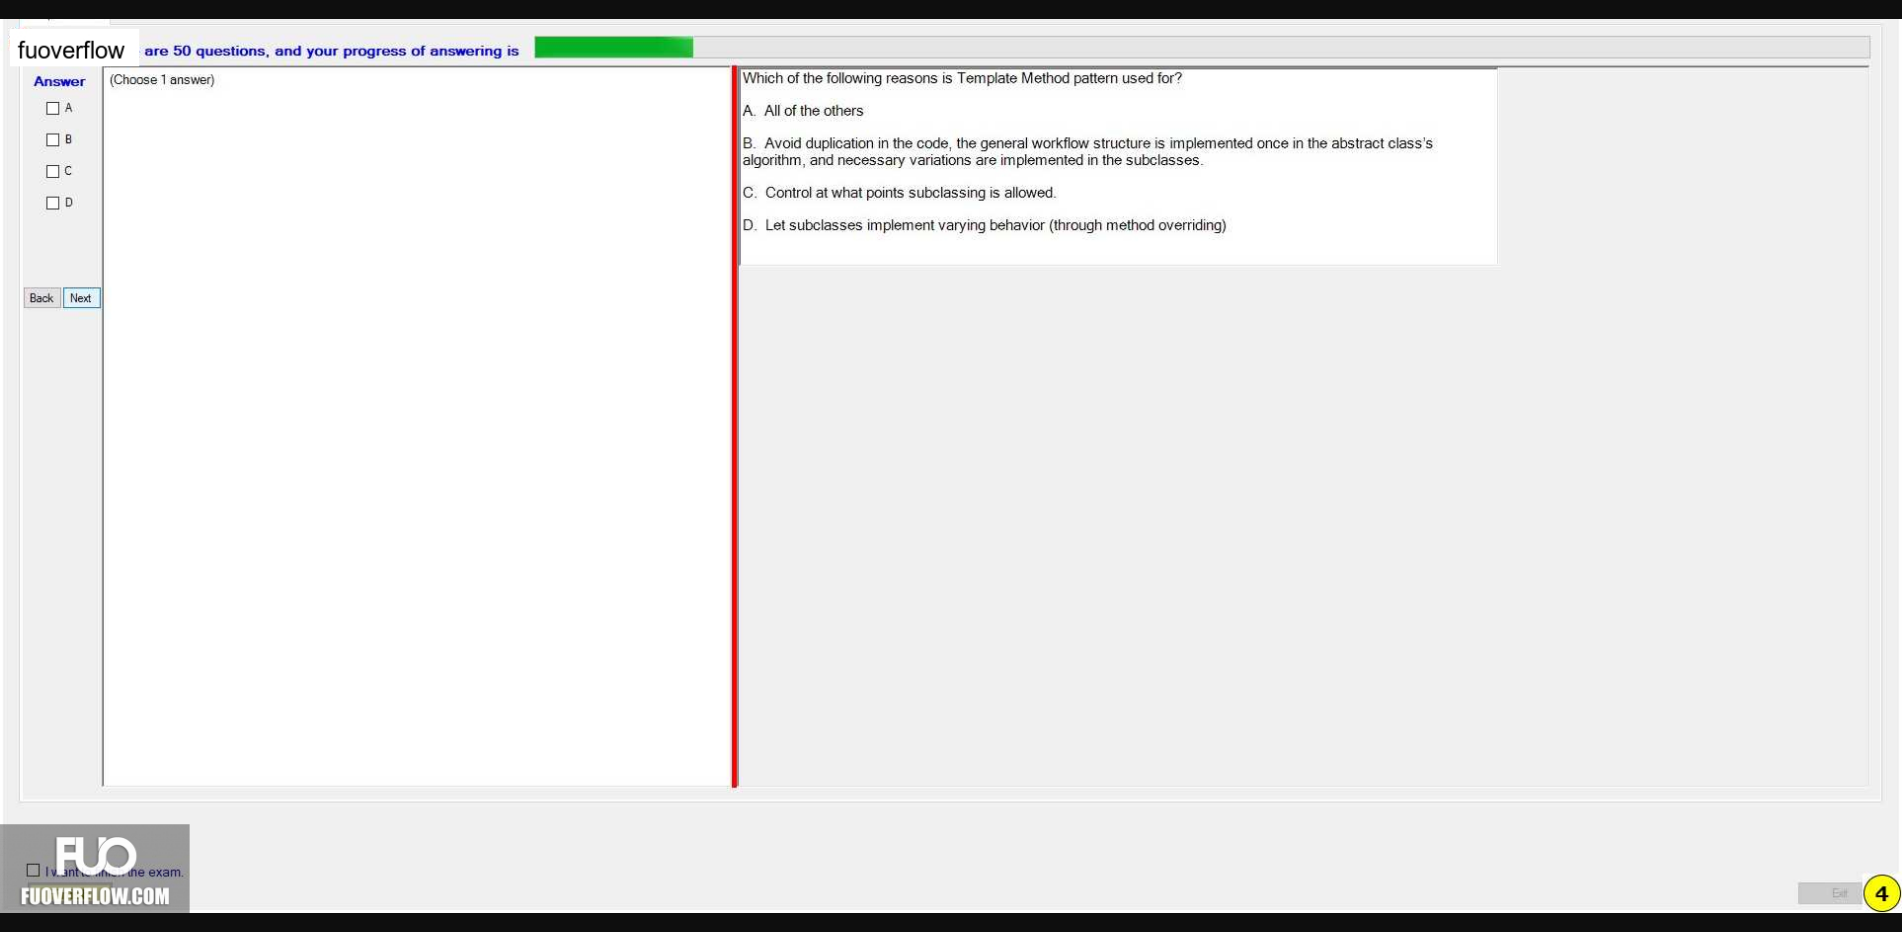 fuoverflow are 50 questions, and your progress of answering is
Answer
(Choose 1 answer)
A
B
C
D
Back Next
Which of the following reasons is Template Method pattern used for?
A. All of the others
B. Avoid duplication in the code, the general workflow structure is implemented once in the abstract class's
algorithm, and necessary variations are implemented in the subclasses.
C. Control at what points subclassing is allowed.
D. Let subclasses implement varying behavior (through method overriding)
FUO
I want to finish the exam.
FUOVERFLOW.COM
Exit
4